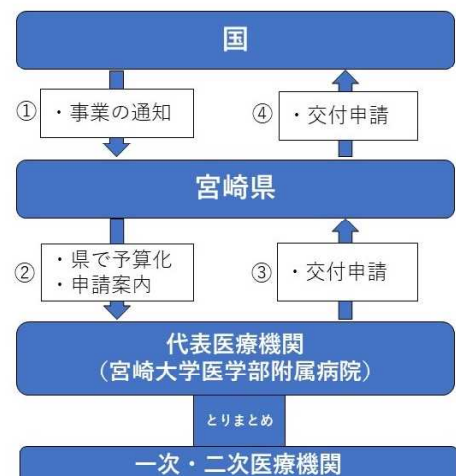 国
①
・事業の通知
④
・交付申請
宮崎県
②
・県で予算化
・申請案内
③
・交付申請
代表医療機関
（宮崎大学医学部附属病院）
とりまとめ
一次・二次医療機関